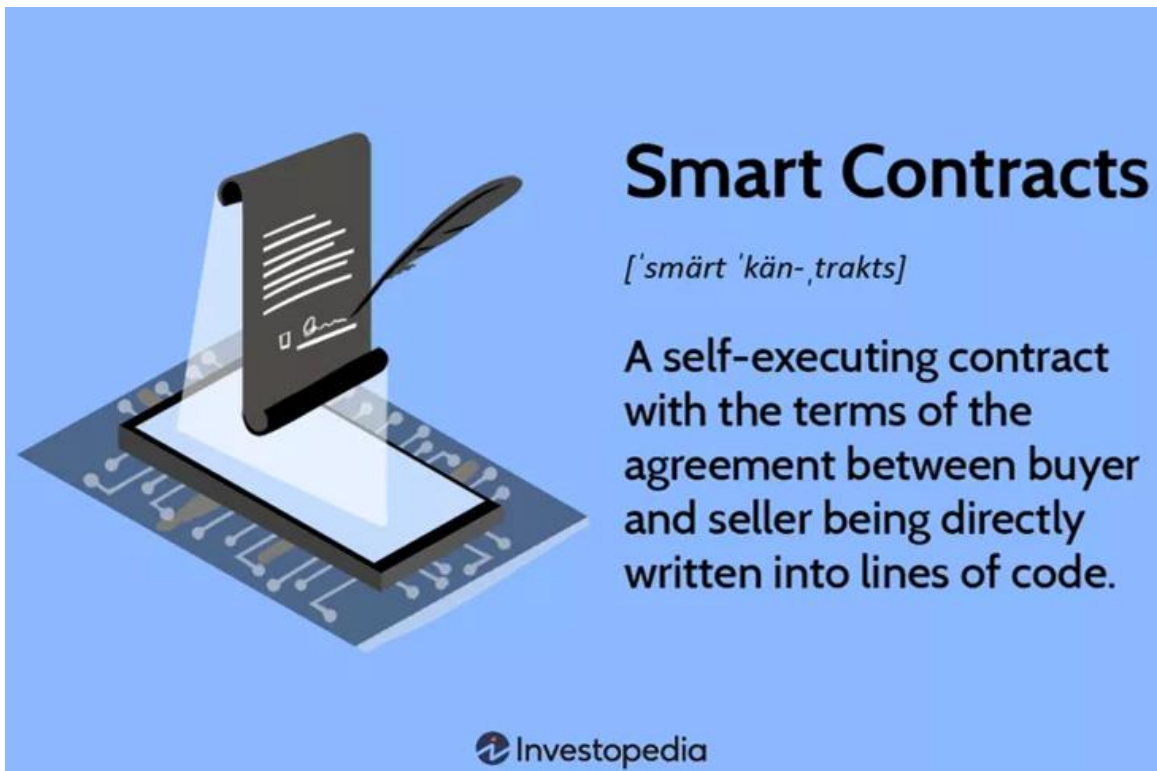 Smart Contracts
[ˈsmärt ˈkän-ˌtrakts]
A self-executing contract
with the terms of the
agreement between buyer
and seller being directly
written into lines of code.
Investopedia